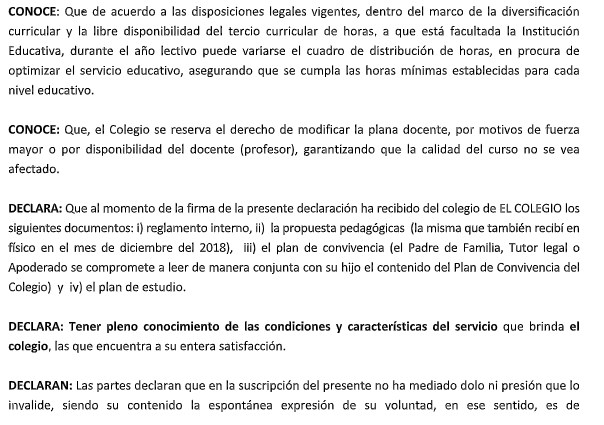 CONOCE: Que de acuerdo a las disposiciones legales vigentes, dentro del marco de la diversificación
curricular y la libre disponibilidad del tercio curricular de horas, a que está facultada la Institución
Educativa, durante el año lectivo puede variarse el cuadro de distribución de horas, en procura de
optimizar el servicio educativo, asegurando que se cumpla las horas mínimas establecidas para cada
nivel educativo.
CONOCE: Que, el Colegio se reserva el derecho de modificar la plana docente, por motivos de fuerza
mayor o por disponibilidad del docente (profesor), garantizando que la calidad del curso no se vea
afectado.
DECLARA: Que al momento de la firma de la presente declaración ha recibido del colegio de EL COLEGIO los
siguientes documentos: i) reglamento interno, ii) la propuesta pedagógicas (la misma que también recibí en
físico en el mes de diciembre del 2018), iii) el plan de convivencia (el Padre de Familia, Tutor legal o
Apoderado se compromete a leer de manera conjunta con su hijo el contenido del Plan de Convivencia del
Colegio) y iv) el plan de estudio.
DECLARA: Tener pleno conocimiento de las condiciones y características del servicio que brinda el
colegio, las que encuentra a su entera satisfacción.
DECLARAN: Las partes declaran que en la suscripción del presente no ha mediado dolo ni presión que lo
invalide, siendo su contenido la espontánea expresión de su voluntad, en ese sentido, es de